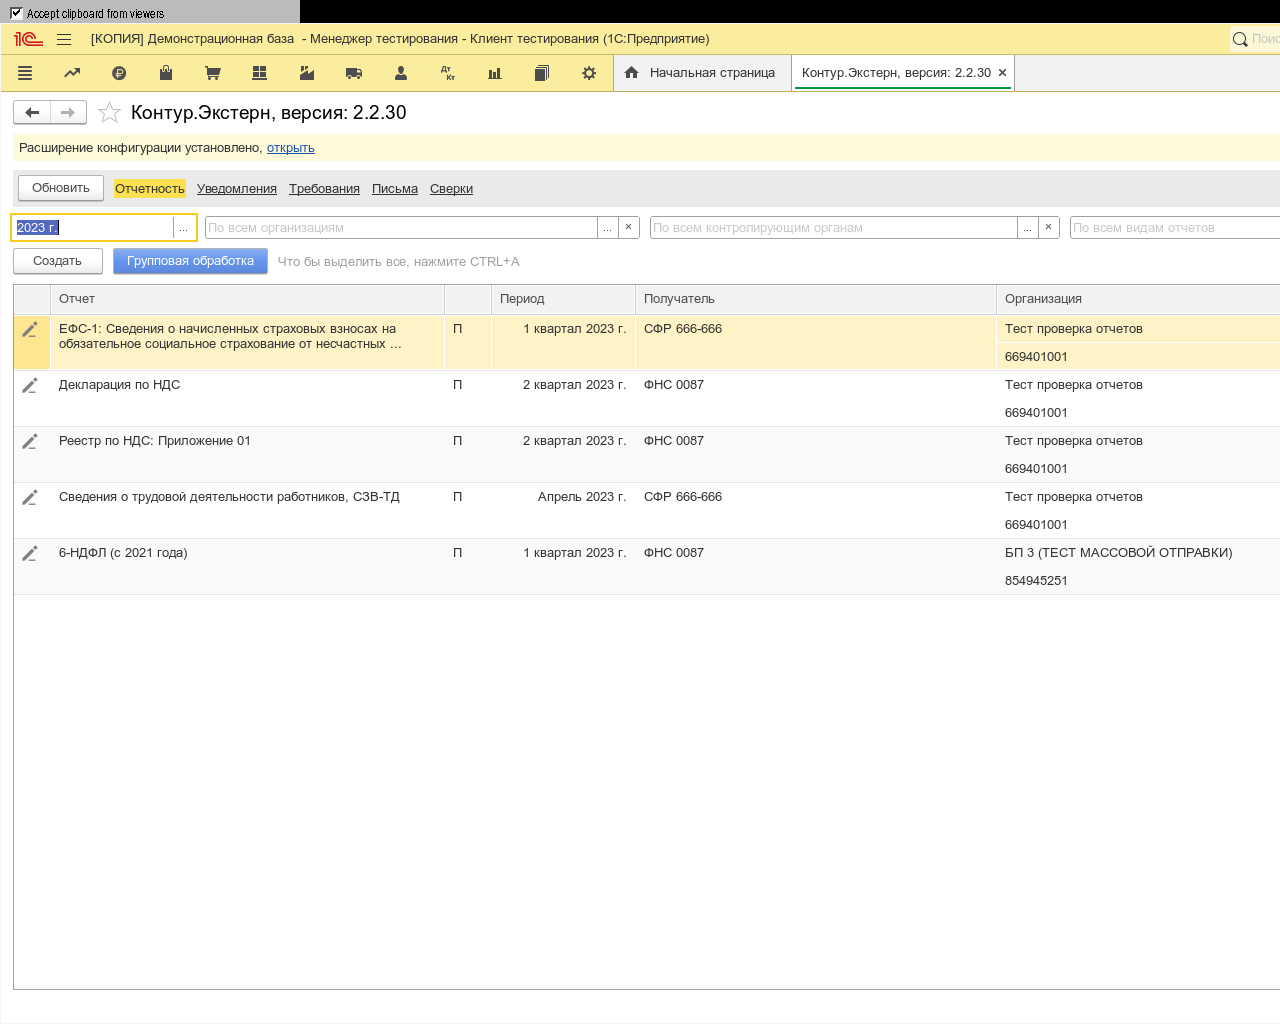 Accept clipboard from viewers
[КОПИЯ] Демонстрационная база - Менеджер тестирования - Клиент тестирования (1С:Предприятие)
Начальная страница
Контур.Экстерн, версия: 2.2.30
Контур.Экстерн, версия: 2.2.30
Расширение конфигурации установлено, открыть
Обновить Отчетность Уведомления Требования Письма Сверки
2023 г. ... По всем организациям ... × По всем контролирующим органам ... × По всем видам отчетов
Создать Групповая обработка Что бы выделить все, нажмите CTRL+A
Отчет Период Получатель Организация
ЕФС-1: Сведения о начисленных страховых взносах на П 1 квартал 2023 г. СФР 666-666 Тест проверка отчетов
обязательное социальное страхование от несчастных ...
669401001
Декларация по НДС П 2 квартал 2023 г. ФНС 0087 Тест проверка отчетов
669401001
Реестр по НДС: Приложение 01 П 2 квартал 2023 г. ФНС 0087 Тест проверка отчетов
669401001
Сведения о трудовой деятельности работников, СЗВ-ТД П Апрель 2023 г. СФР 666-666 Тест проверка отчетов
669401001
6-НДФЛ (с 2021 года) П 1 квартал 2023 г. ФНС 0087 БП 3 (ТЕСТ МАССОВОЙ ОТПРАВКИ)
854945251